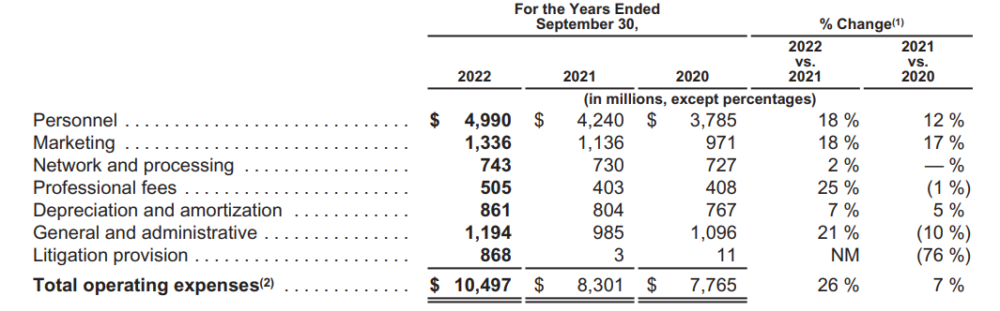 For the Years Ended
September 30,
% Change(1)
2022
vs.
2021
2021
vs.
2020
2022
2021
2020
(in millions, except percentages)
Personnel . . . . . . . . . . . . . . . . . . . . . . . . . . . . . $ 4,990 $ 4,240 $ 3,785 18 % 12 %
Marketing . . . . . . . . . . . . . . . . . . . . . . . . . . . . . 1,336 1,136 971 18 % 17 %
Network and processing . . . . . . . . . . . . . . . . . 743 730 727 2 % — %
Professional fees . . . . . . . . . . . . . . . . . . . . . . . 505 403 408 25 % (1 %)
Depreciation and amortization . . . . . . . . . . . . 861 804 767 7 % 5 %
General and administrative . . . . . . . . . . . . . . . 1,194 985 1,096 21 % (10 %)
Litigation provision . . . . . . . . . . . . . . . . . . . . . . 868 3 11 NM (76 %)
Total operating expenses(2) . . . . . . . . . . . . . $ 10,497 $ 8,301 $ 7,765 26 % 7 %